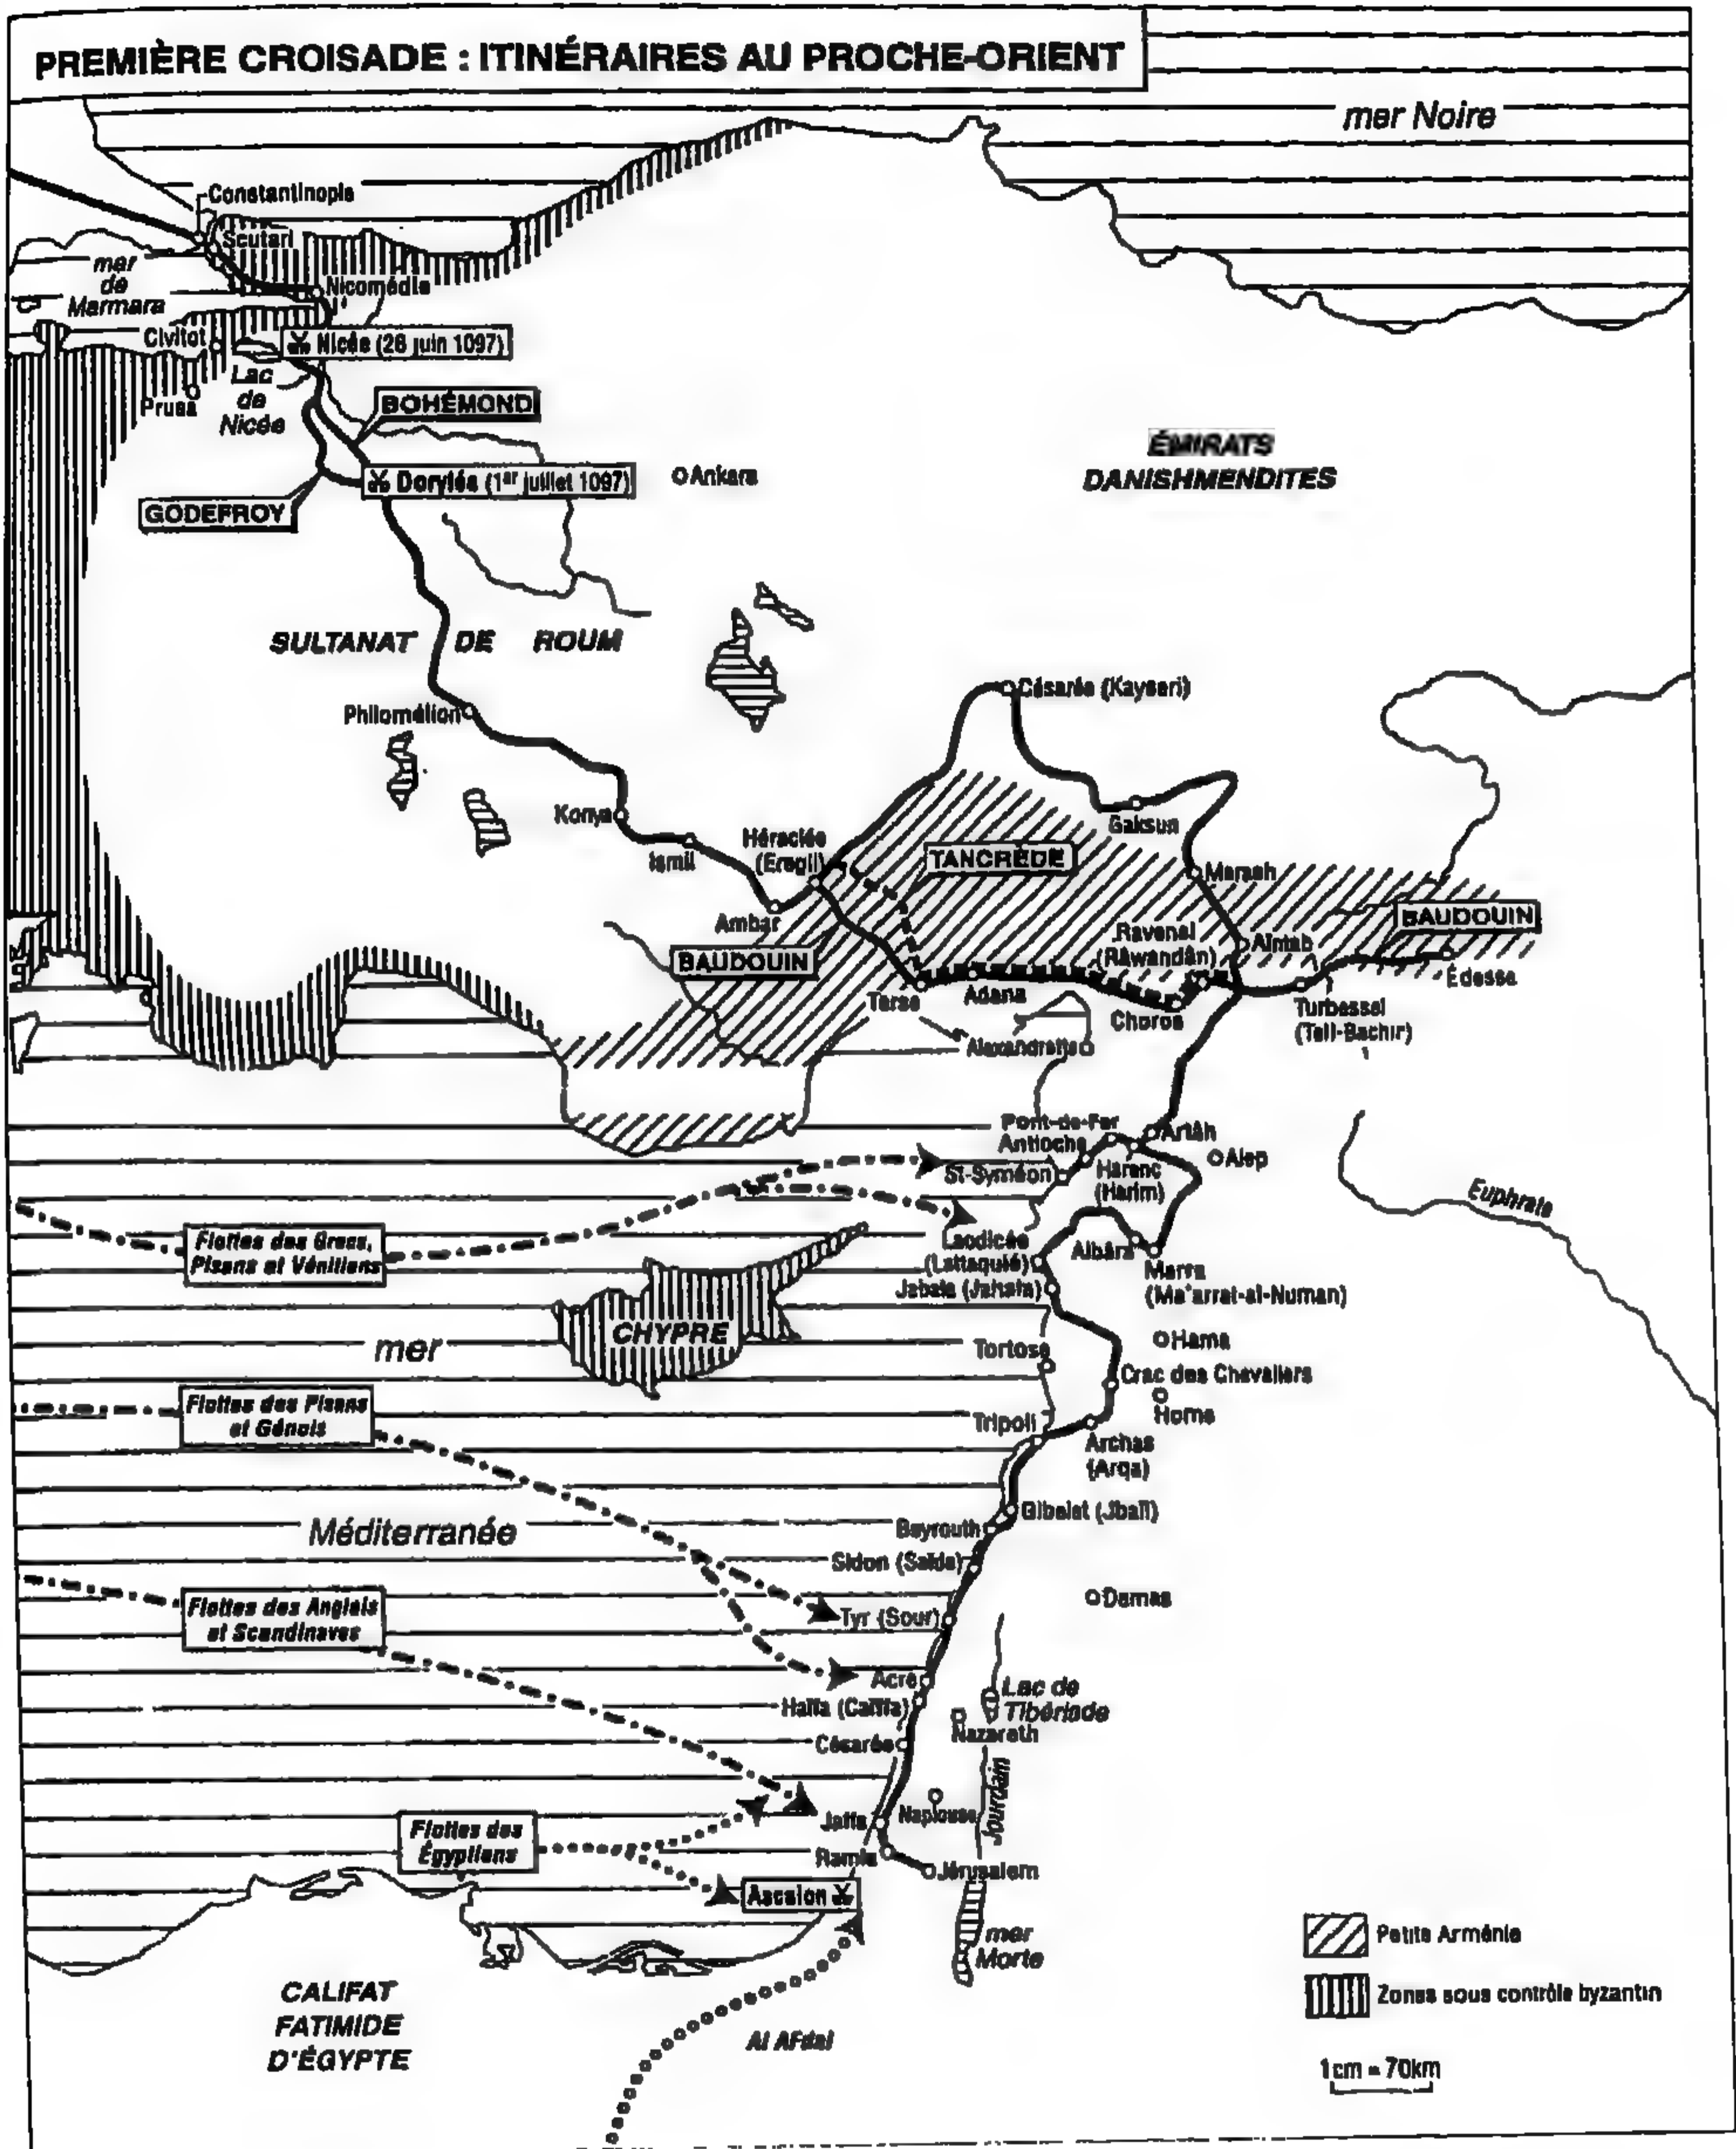 PREMIÈRE CROISADE : ITINÉRAIRES AU PROCHE-ORIENT
mer Noire
Constantinople
Scutari
mer
de
Marmara
Nicomédie
Civitot
Nicée (26 juin 1097)
Lac
de
Nicée
Prusa
BOHÉMOND
Dorylée (1er juillet 1097)
Ankara
GODEFROY
ÉMIRATS
DANISHMENDITES
SULTANAT DE ROUM
Césarée (Kayseri)
Philomélion
Konya
Ismil
Héraclée
(Eregli)
Gaksun
TANCRÈDE
Marash
Ambar
BAUDOUIN
Ravenel
(Râwandân)
Aïntab
BAUDOUIN
Édesse
Tarse
Adana
Choros
Turbessel
(Tell-Bachir)
Alexandrette
Pont-de-Fer
Antioche
Artâh
Alep
St-Syméon
Harenc
(Harim)
Euphrate
Flottes des Grecs,
Pisans et Vénitiens
Laodicée
(Lattaquié)
Albâra
Marra
(Ma'arrat-al-Numan)
Jabala (Jahala)
CHYPRE
mer
Hama
Tortose
Crac des Chevaliers
Homs
Flottes des Pisans
et Génois
Tripoli
Archas
(Arqa)
Gibelet (Jbaïl)
Méditerranée
Beyrouth
Sidon (Saïda)
Damas
Flottes des Anglais
et Scandinaves
Tyr (Sour)
Acre
Lac de
Tibériade
Haïfa (Caïffa)
Nazareth
Césarée
Jourdain
Jaffa
Naplouse
Flottes des
Égyptiens
Ramla
Jérusalem
Ascalon
mer
Morte
Petite Arménie
Zones sous contrôle byzantin
CALIFAT
FATIMIDE
D'ÉGYPTE
Al Afdal
1cm = 70km